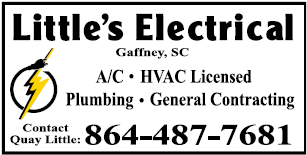 Little's Electrical
Gaffney, SC
A/C • HVAC Licensed
Plumbing • General Contracting
Contact
Quay Little: 864-487-7681